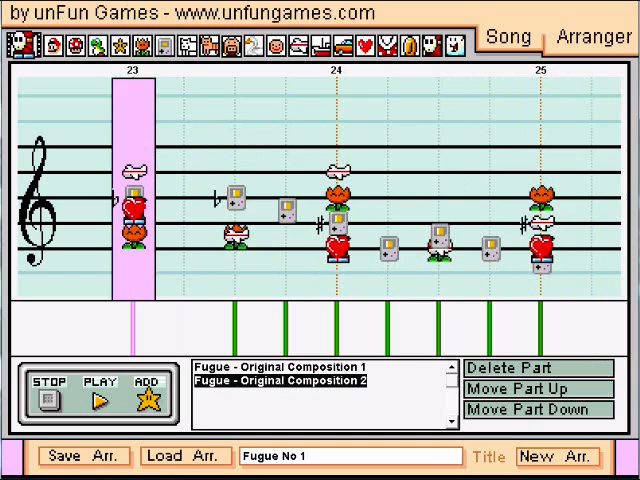 by unFun Games - www.unfungames.com
Song
Arranger
23 24 25
STOP PLAY ADD
Fugue - Original Composition 1
Fugue - Original Composition 2
Delete Part
Move Part Up
Move Part Down
Save Arr.
Load Arr.
Fugue No 1
Title
New Arr.